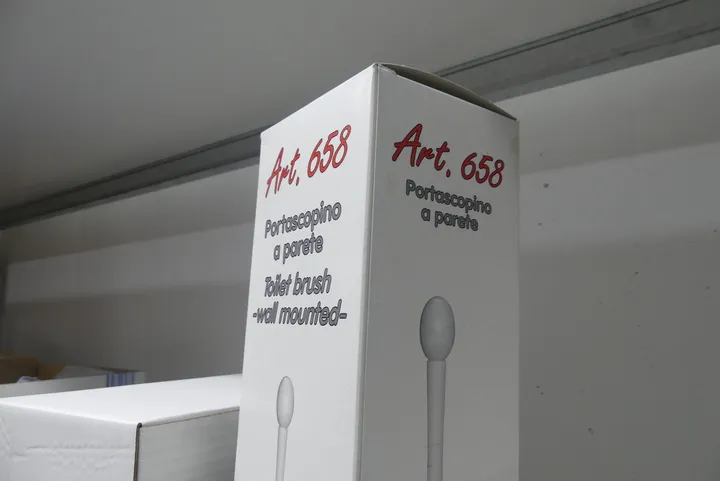 Art. 658
Portascopino
a parete
Toilet brush
-wall mounted-
Art. 658
Portascopino
a parete